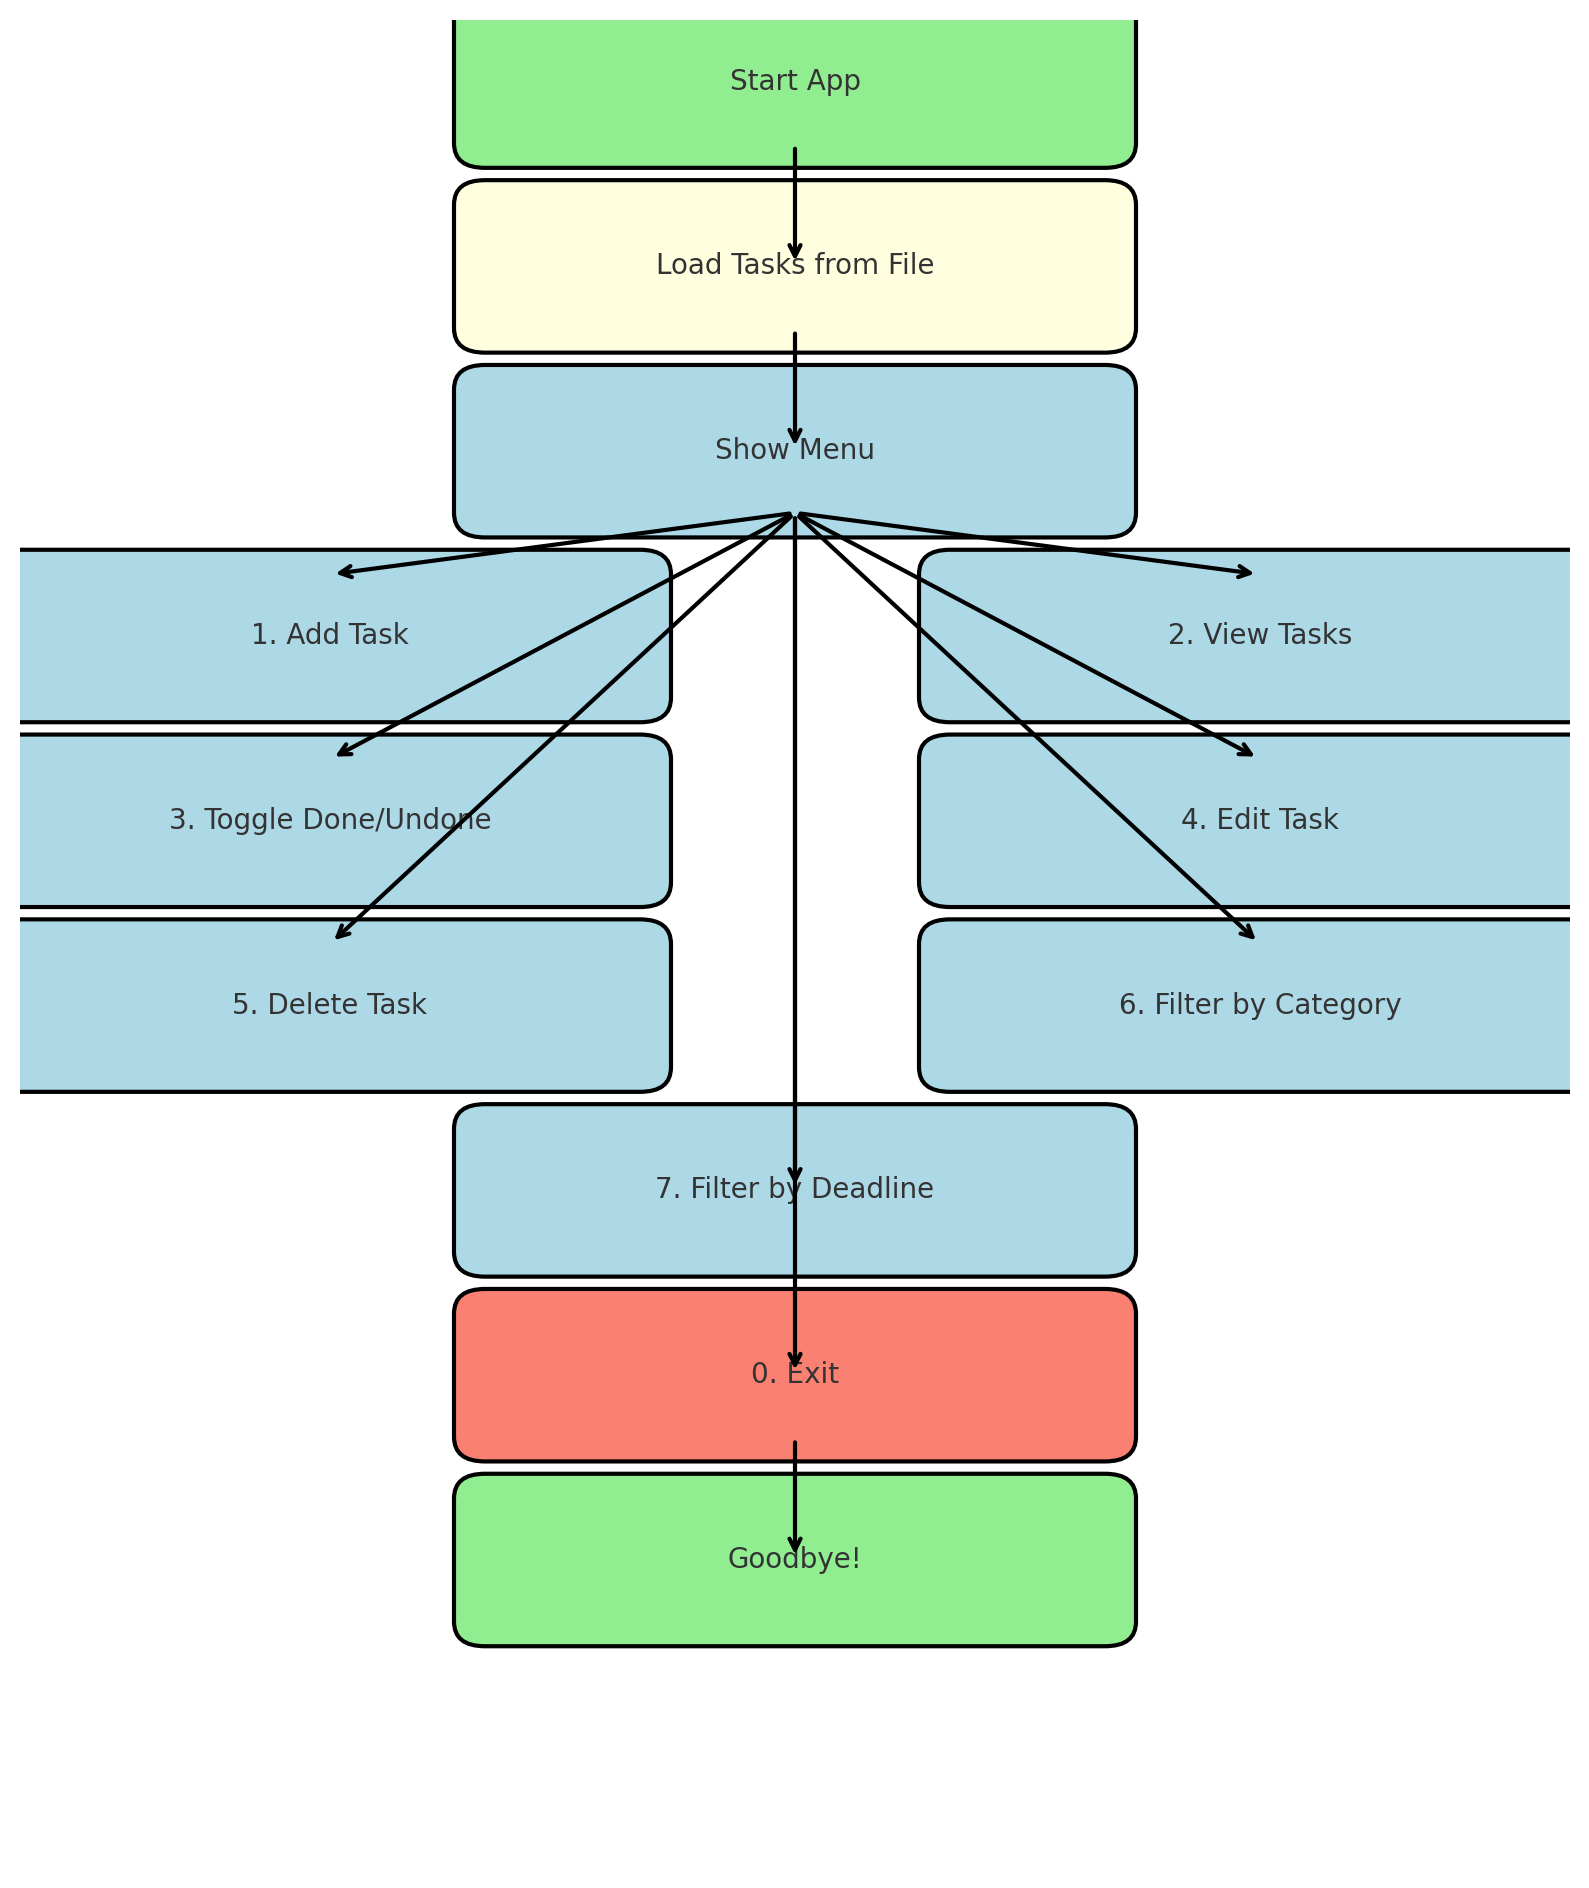 Start App
Load Tasks from File
Show Menu
1. Add Task
2. View Tasks
3. Toggle Done/Undone
4. Edit Task
5. Delete Task
6. Filter by Category
7. Filter by Deadline
0. Exit
Goodbye!